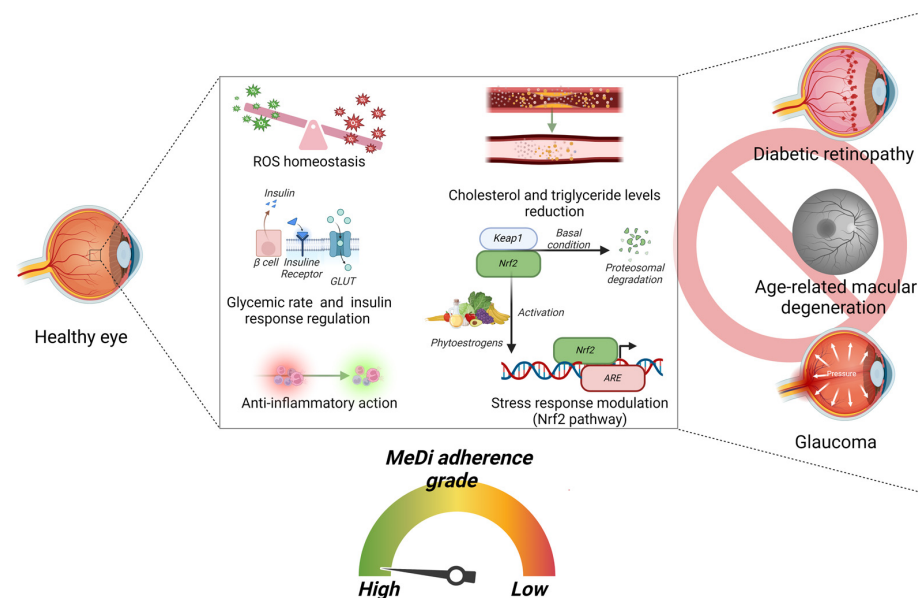 Healthy eye
ROS homeostasis
Insulin
β cell
Insuline
Receptor
GLUT
Glycemic rate and insulin
response regulation
Anti-inflammatory action
Cholesterol and triglyceride levels
reduction
Keap1
Nrf2
Basal
condition
Proteosomal
degradation
Phytoestrogens
Activation
Nrf2
ARE
Stress response modulation
(Nrf2 pathway)
Diabetic retinopathy
Age-related macular
degeneration
Pressure
Glaucoma
MeDi adherence
grade
High
Low